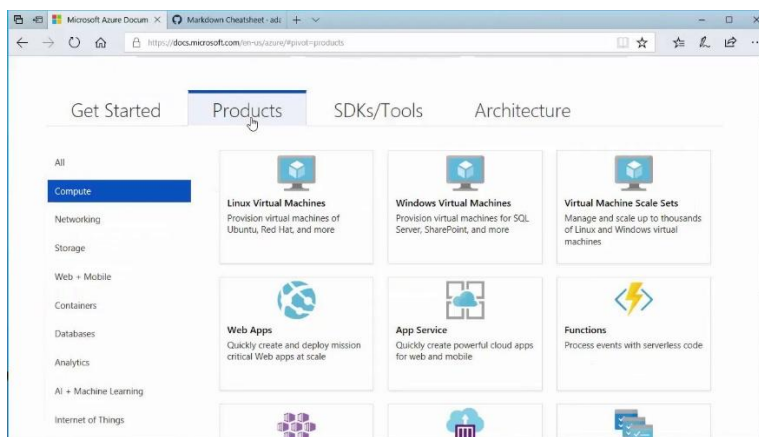 Microsoft Azure Docum
Markdown Cheatsheet · ada
https://docs.microsoft.com/en-us/azure/#pivot=products
Get Started
Products
SDKs/Tools
Architecture
All
Compute
Networking
Storage
Web + Mobile
Containers
Databases
Analytics
AI + Machine Learning
Internet of Things
Linux Virtual Machines
Provision virtual machines of
Ubuntu, Red Hat, and more
Windows Virtual Machines
Provision virtual machines for SQL
Server, SharePoint, and more
Virtual Machine Scale Sets
Manage and scale up to thousands
of Linux and Windows virtual
machines
Web Apps
Quickly create and deploy mission
critical Web apps at scale
App Service
Quickly create powerful cloud apps
for web and mobile
Functions
Process events with serverless code